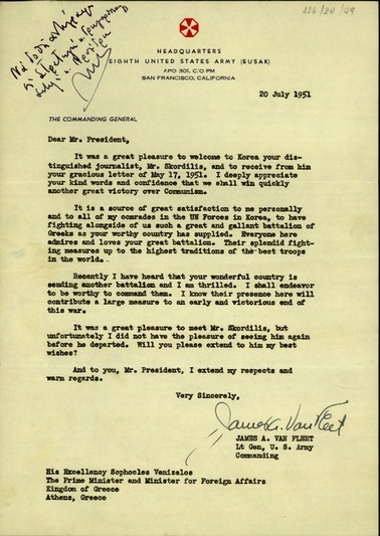 226/24/49
HEADQUARTERS
EIGHTH UNITED STATES ARMY (EUSAK)
APO 301, C/O PM
SAN FRANCISCO, CALIFORNIA
20 July 1951
THE COMMANDING GENERAL
Dear Mr. President,
It was a great pleasure to welcome to Korea your dis-
tinguished journalist, Mr. Skordilis, and to receive from him
your gracious letter of May 17, 1951. I deeply appreciate
your kind words and confidence that we shall win quickly
another great victory over Communism.
It is a source of great satisfaction to me personally
and to all of my comrades in the UN Forces in Korea, to have
fighting alongside of us such a great and gallant battalion of
Greeks as your worthy country has supplied. Everyone here
admires and loves your great battalion. Their splendid fight-
ing measures up to the highest traditions of the best troops
in the world.
Recently I have heard that your wonderful country is
sending another battalion and I am thrilled. I shall endeavor
to be worthy to command them. I know their presence here will
contribute a large measure to an early and victorious end of
this war.
It was a great pleasure to meet Mr. Skordilis, but
unfortunately I did not have the pleasure of seeing him again
before he departed. Will you please extend to him my best
wishes?
And to you, Mr. President, I extend my respects and
warm regards.
Very Sincerely,
James A. Van Fleet
JAMES A. VAN FLEET
Lt Gen, U. S. Army
Commanding
His Excellency Sophocles Venizelos
The Prime Minister and Minister for Foreign Affairs
Kingdom of Greece
Athens, Greece